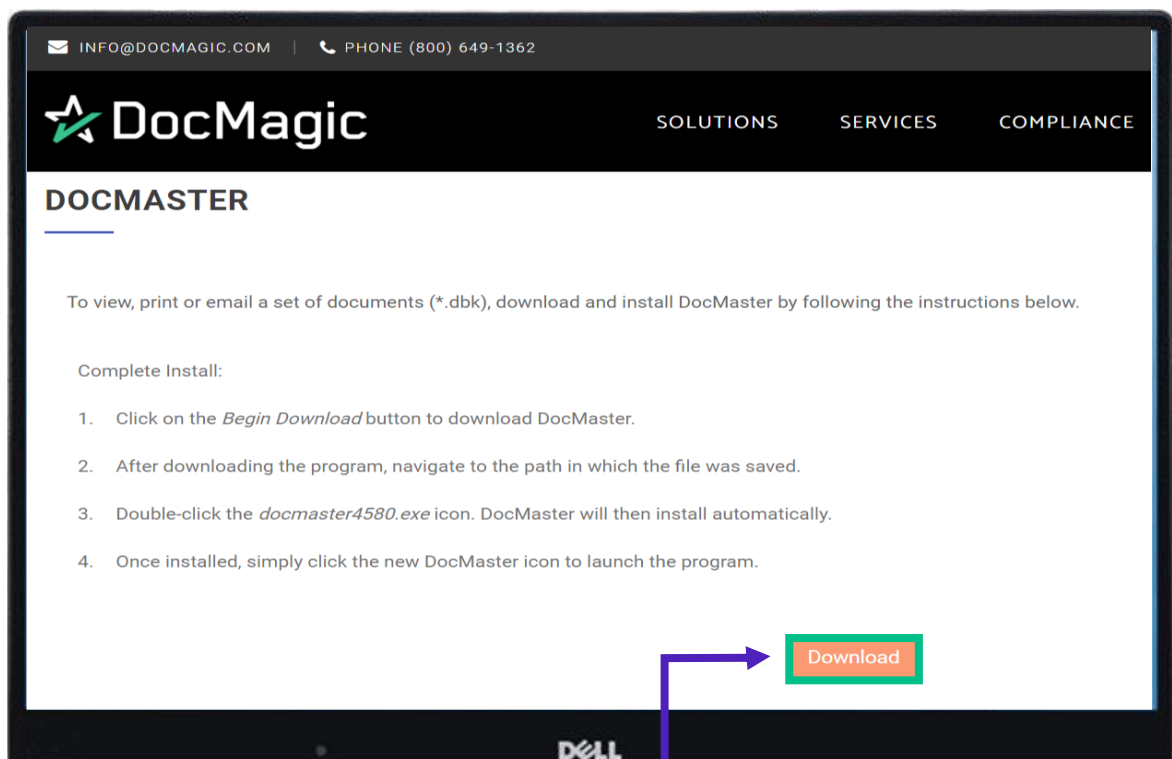 INFO@DOCMAGIC.COM | PHONE (800) 649-1362
DocMagic
SOLUTIONS SERVICES COMPLIANCE
DOCMASTER
To view, print or email a set of documents (*.dbk), download and install DocMaster by following the instructions below.
Complete Install:
1. Click on the Begin Download button to download DocMaster.
2. After downloading the program, navigate to the path in which the file was saved.
3. Double-click the docmaster4580.exe icon. DocMaster will then install automatically.
4. Once installed, simply click the new DocMaster icon to launch the program.
Download
DELL